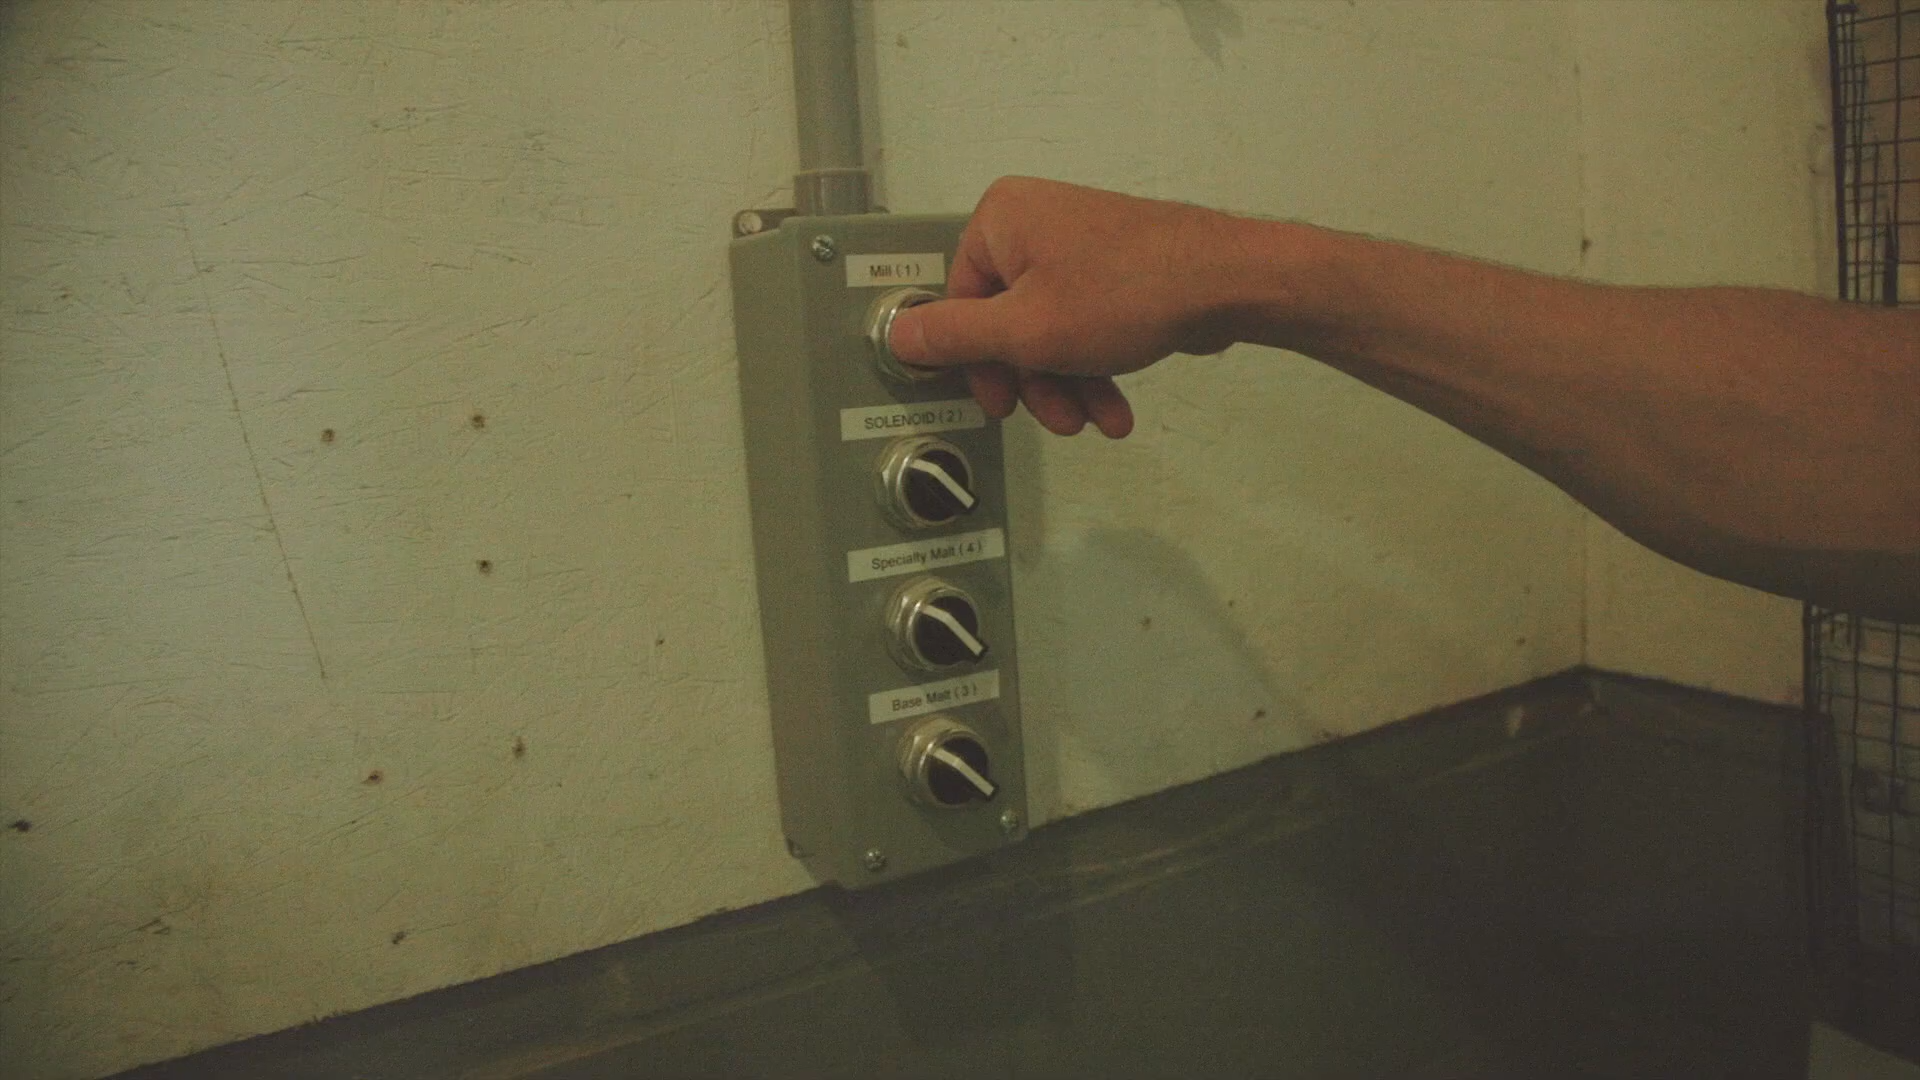 Mill ( 1 )
SOLENOID ( 2 )
Specialty Malt ( 4 )
Base Malt ( 3 )